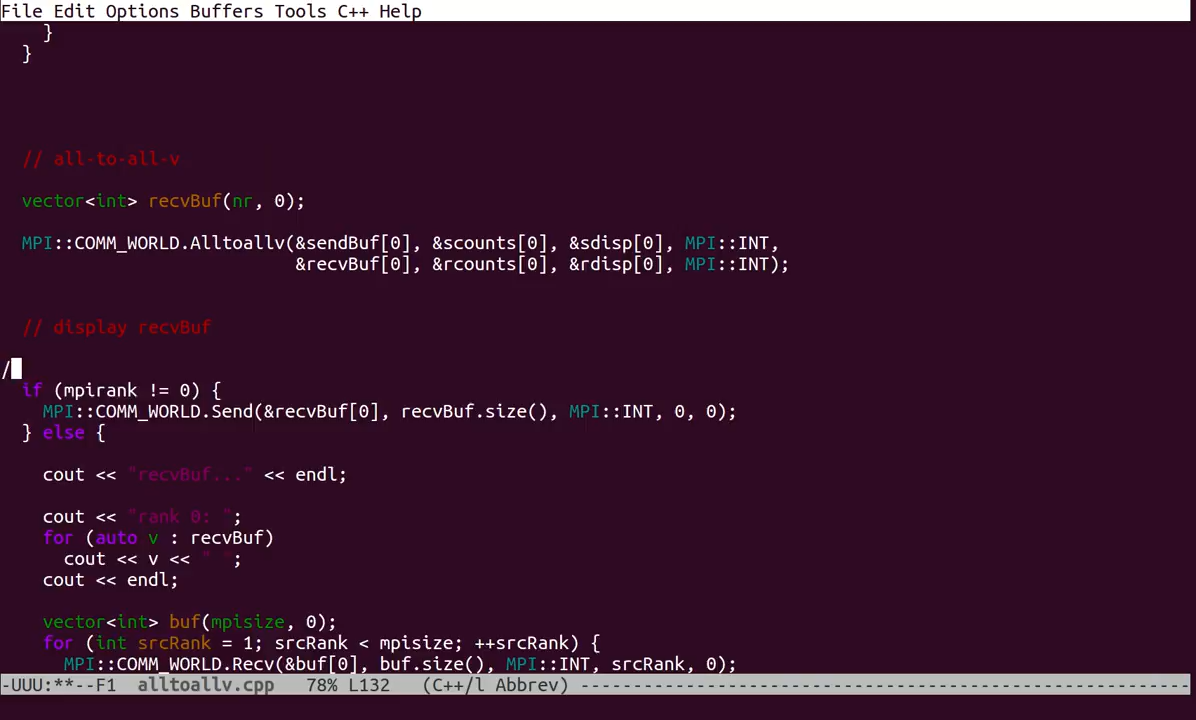 File Edit Options Buffers Tools C++ Help
    }
  }
  // all-to-all-v
  vector<int> recvBuf(nr, 0);
  MPI::COMM_WORLD.Alltoallv(&sendBuf[0], &scounts[0], &sdisp[0], MPI::INT,
                            &recvBuf[0], &rcounts[0], &rdisp[0], MPI::INT);
  // display recvBuf
/
  if (mpirank != 0) {
    MPI::COMM_WORLD.Send(&recvBuf[0], recvBuf.size(), MPI::INT, 0, 0);
  } else {
    cout << "recvBuf..." << endl;
    cout << "rank 0: ";
    for (auto v : recvBuf)
      cout << v << " ";
    cout << endl;
    vector<int> buf(mpisize, 0);
    for (int srcRank = 1; srcRank < mpisize; ++srcRank) {
      MPI::COMM_WORLD.Recv(&buf[0], buf.size(), MPI::INT, srcRank, 0);
-UUU:**--F1  alltoallv.cpp   78% L132   (C++/l Abbrev) ----------------------------------------------------------